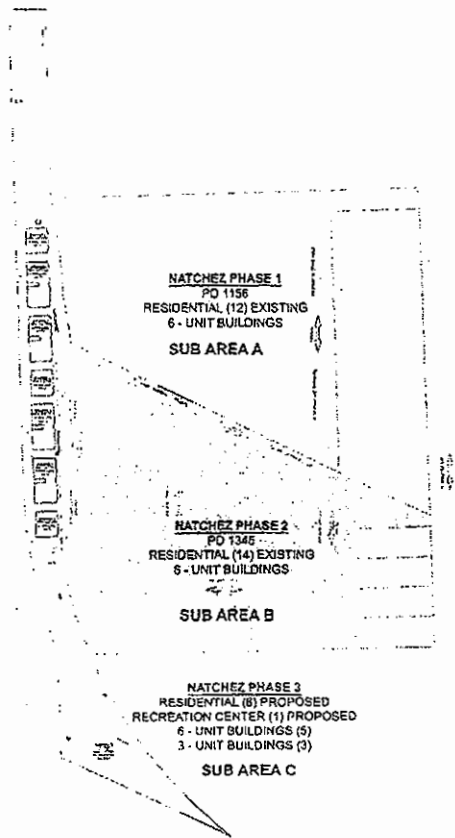 NATCHEZ PHASE 1
PD 1156
RESIDENTIAL (12) EXISTING
6 - UNIT BUILDINGS
SUB AREA A
NATCHEZ PHASE 2
PD 1345
RESIDENTIAL (14) EXISTING
6 - UNIT BUILDINGS
SUB AREA B
NATCHEZ PHASE 3
RESIDENTIAL (8) PROPOSED
RECREATION CENTER (1) PROPOSED
6 - UNIT BUILDINGS (5)
3 - UNIT BUILDINGS (3)
SUB AREA C